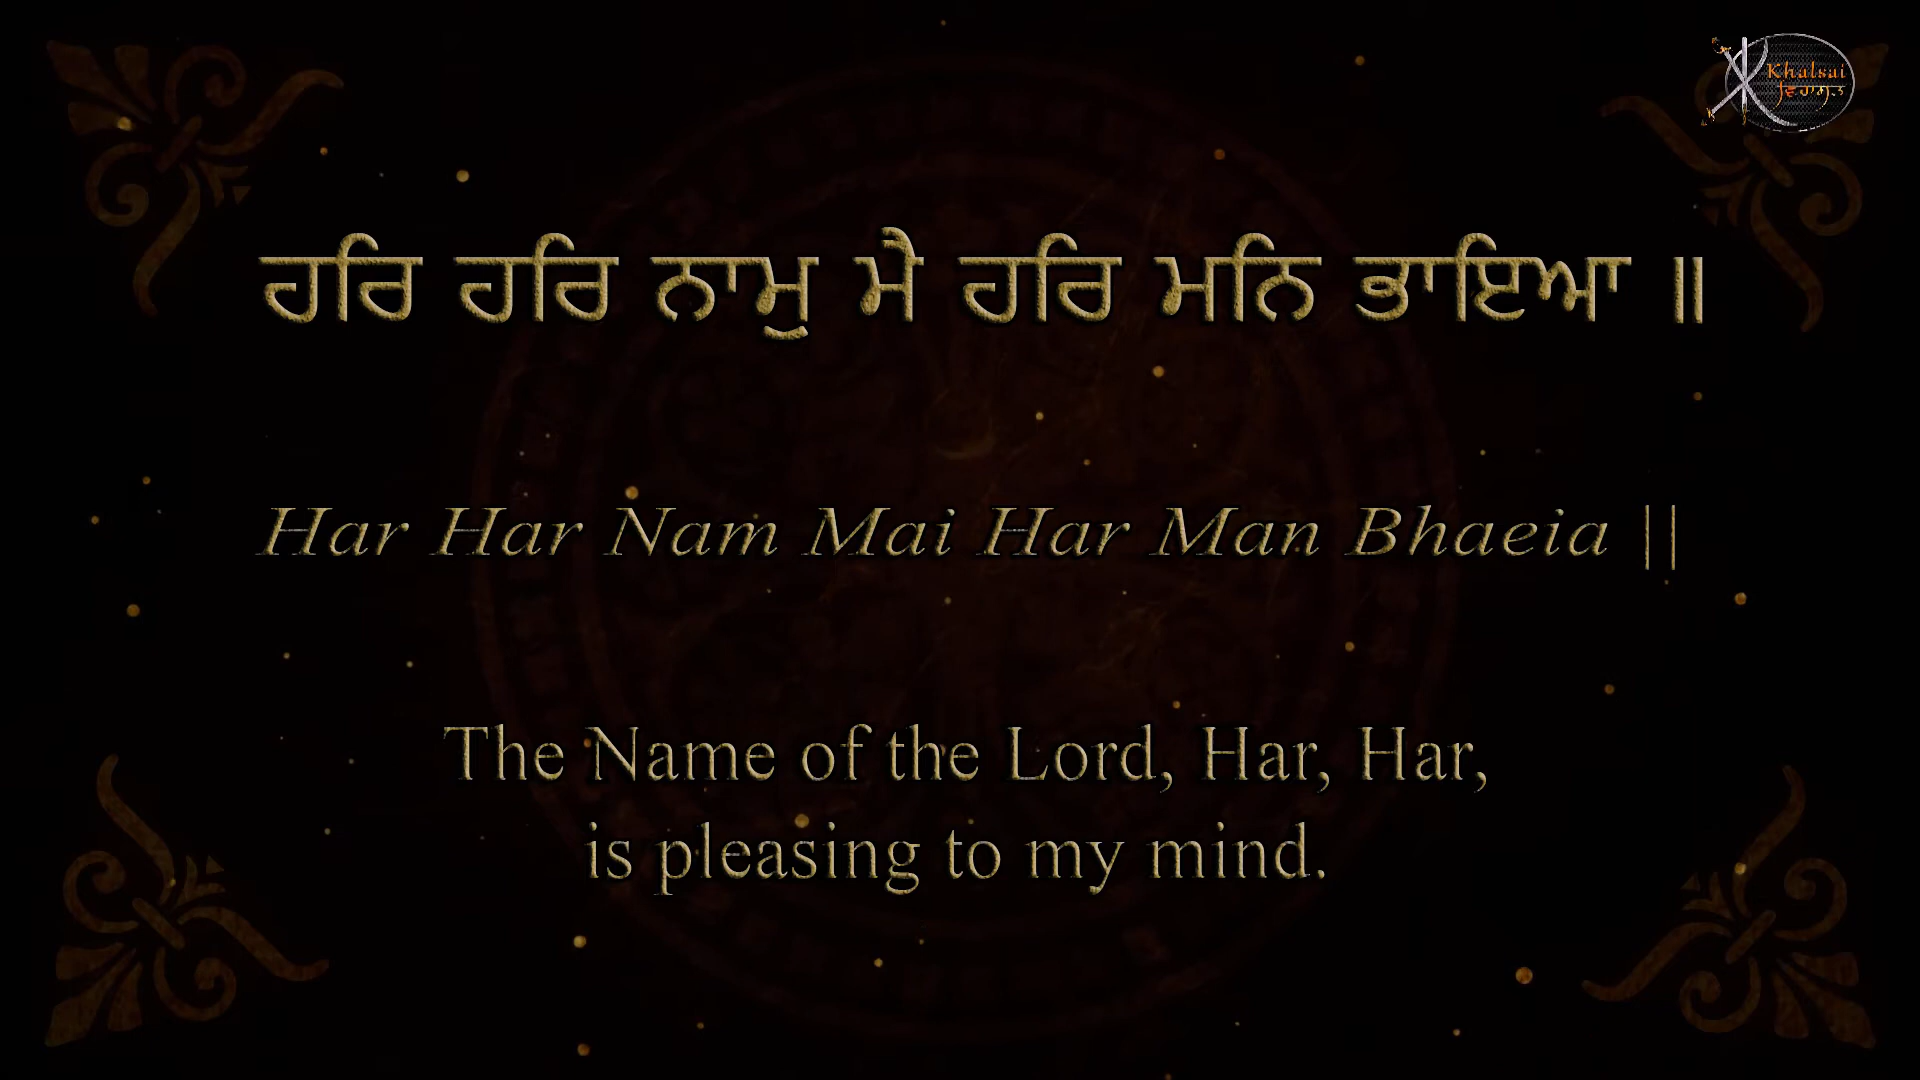 Khalsai
ਵਿਰਾਸਤ
ਹਰਿ ਹਰਿ ਨਾਮੁ ਮੈ ਹਰਿ ਮਨਿ ਭਾਇਆ ॥
Har Har Nam Mai Har Man Bhaeia ||
The Name of the Lord, Har, Har,
is pleasing to my mind.